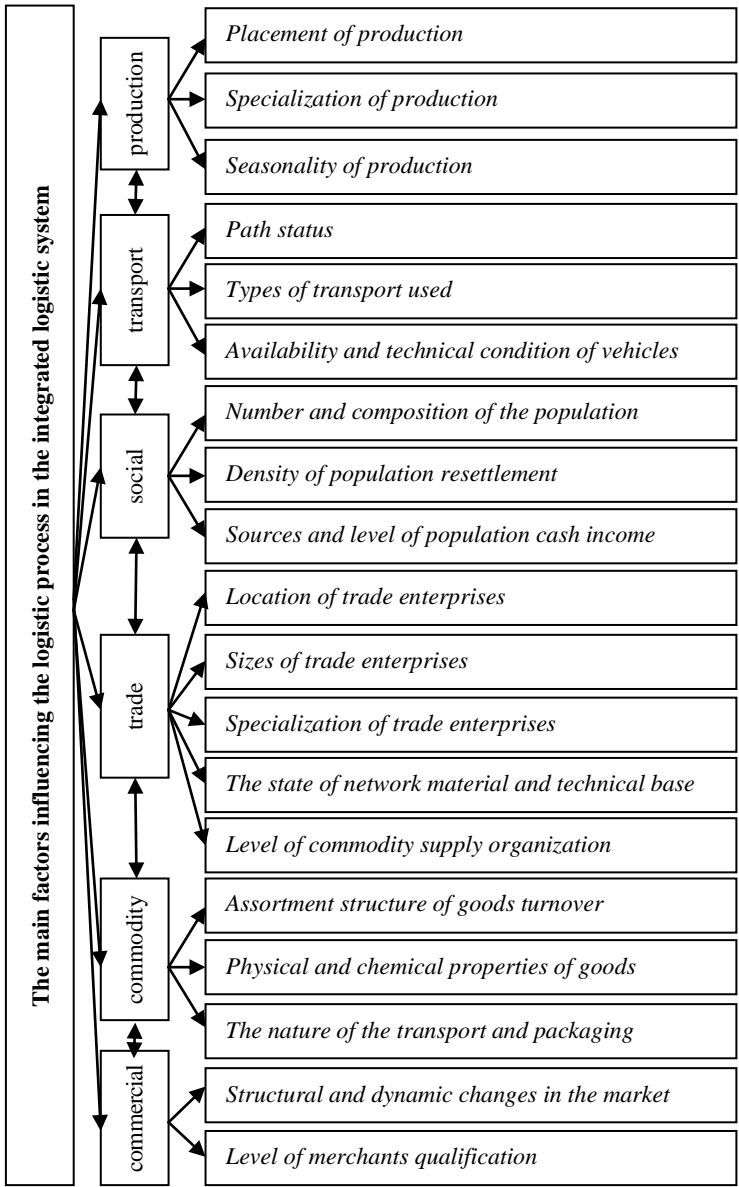 The main factors influencing the logistic process in the integrated logistic system
production
Placement of production
Specialization of production
Seasonality of production
transport
Path status
Types of transport used
Availability and technical condition of vehicles
social
Number and composition of the population
Density of population resettlement
Sources and level of population cash income
trade
Location of trade enterprises
Sizes of trade enterprises
Specialization of trade enterprises
The state of network material and technical base
Level of commodity supply organization
commodity
Assortment structure of goods turnover
Physical and chemical properties of goods
The nature of the transport and packaging
commercial
Structural and dynamic changes in the market
Level of merchants qualification